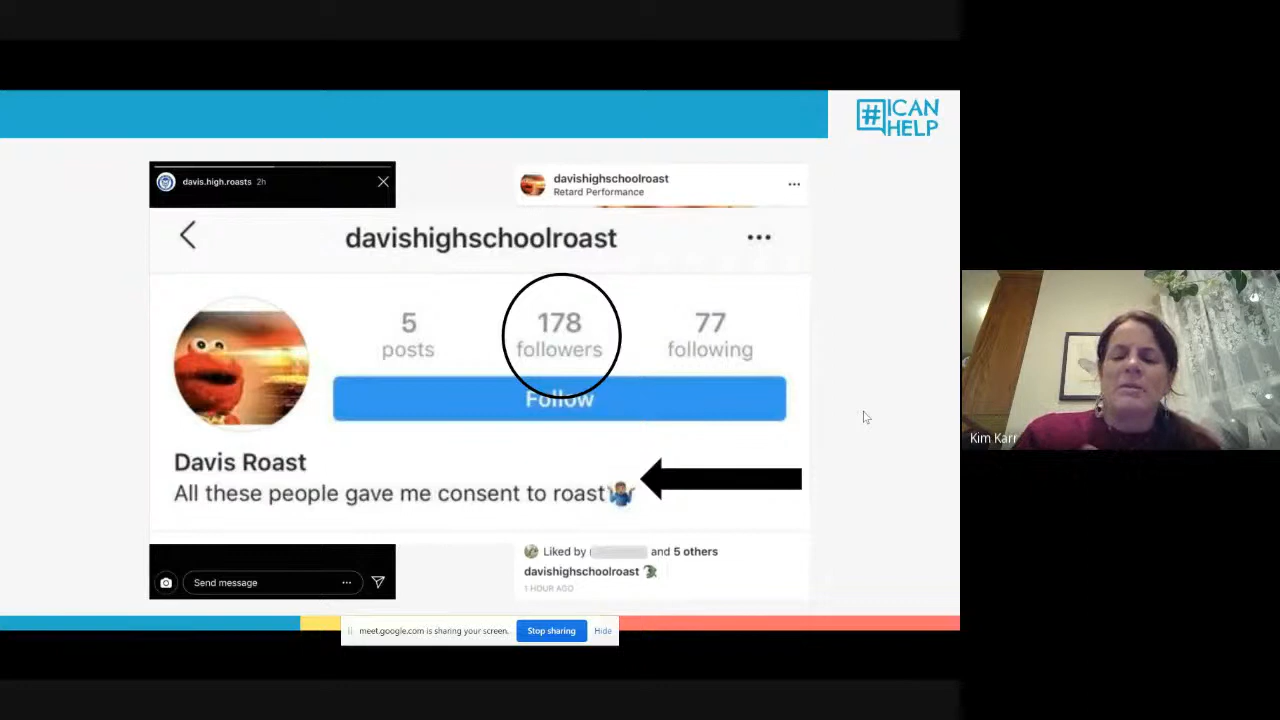 #ICAN
HELP
davis.high.roasts 2h
davishighschoolroast
Retard Performance
davishighschoolroast
5
posts
178
followers
77
following
Follow
Davis Roast
All these people gave me consent to roast🤷🏽‍♂️
Liked by and 5 others
davishighschoolroast
1 HOUR AGO
Send message
meet.google.com is sharing your screen.
Stop sharing
Hide
Kim Karr